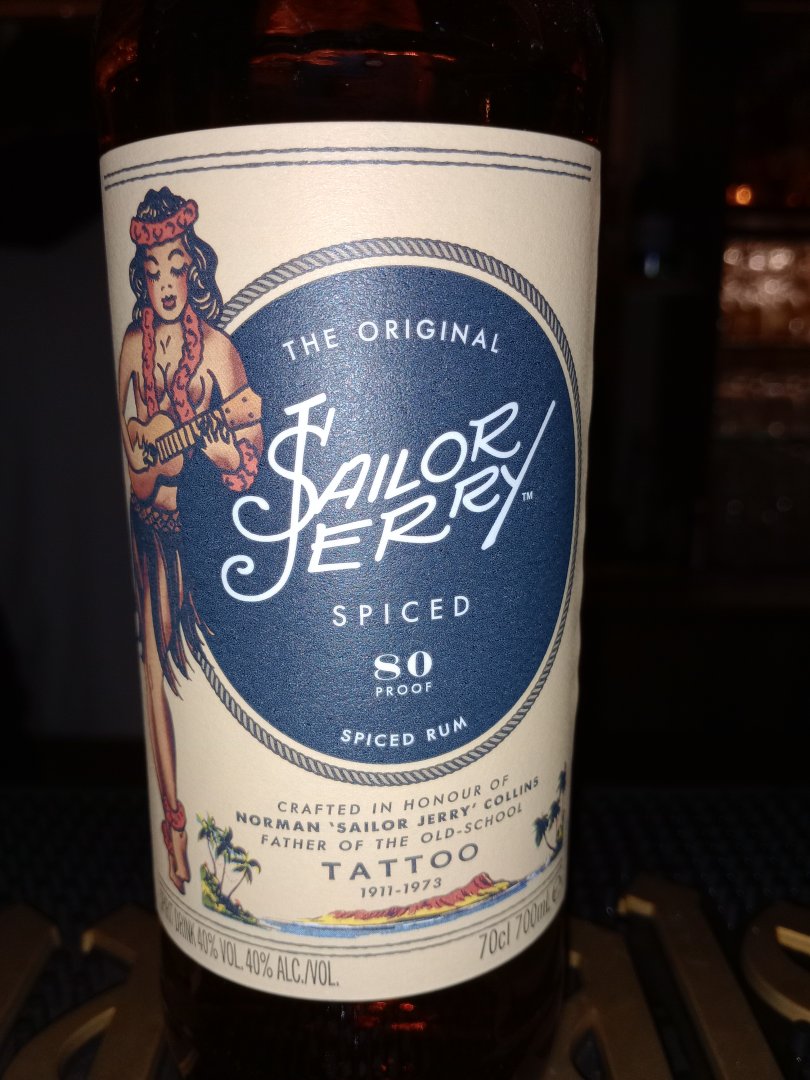 THE ORIGINAL
SAILOR
JERRY™
SPICED
80
PROOF
SPICED RUM
CRAFTED IN HONOUR OF
NORMAN 'SAILOR JERRY' COLLINS
FATHER OF THE OLD-SCHOOL
TATTOO
1911-1973
DRINK 40% VOL. 40% ALC./VOL.
70cl 700mL